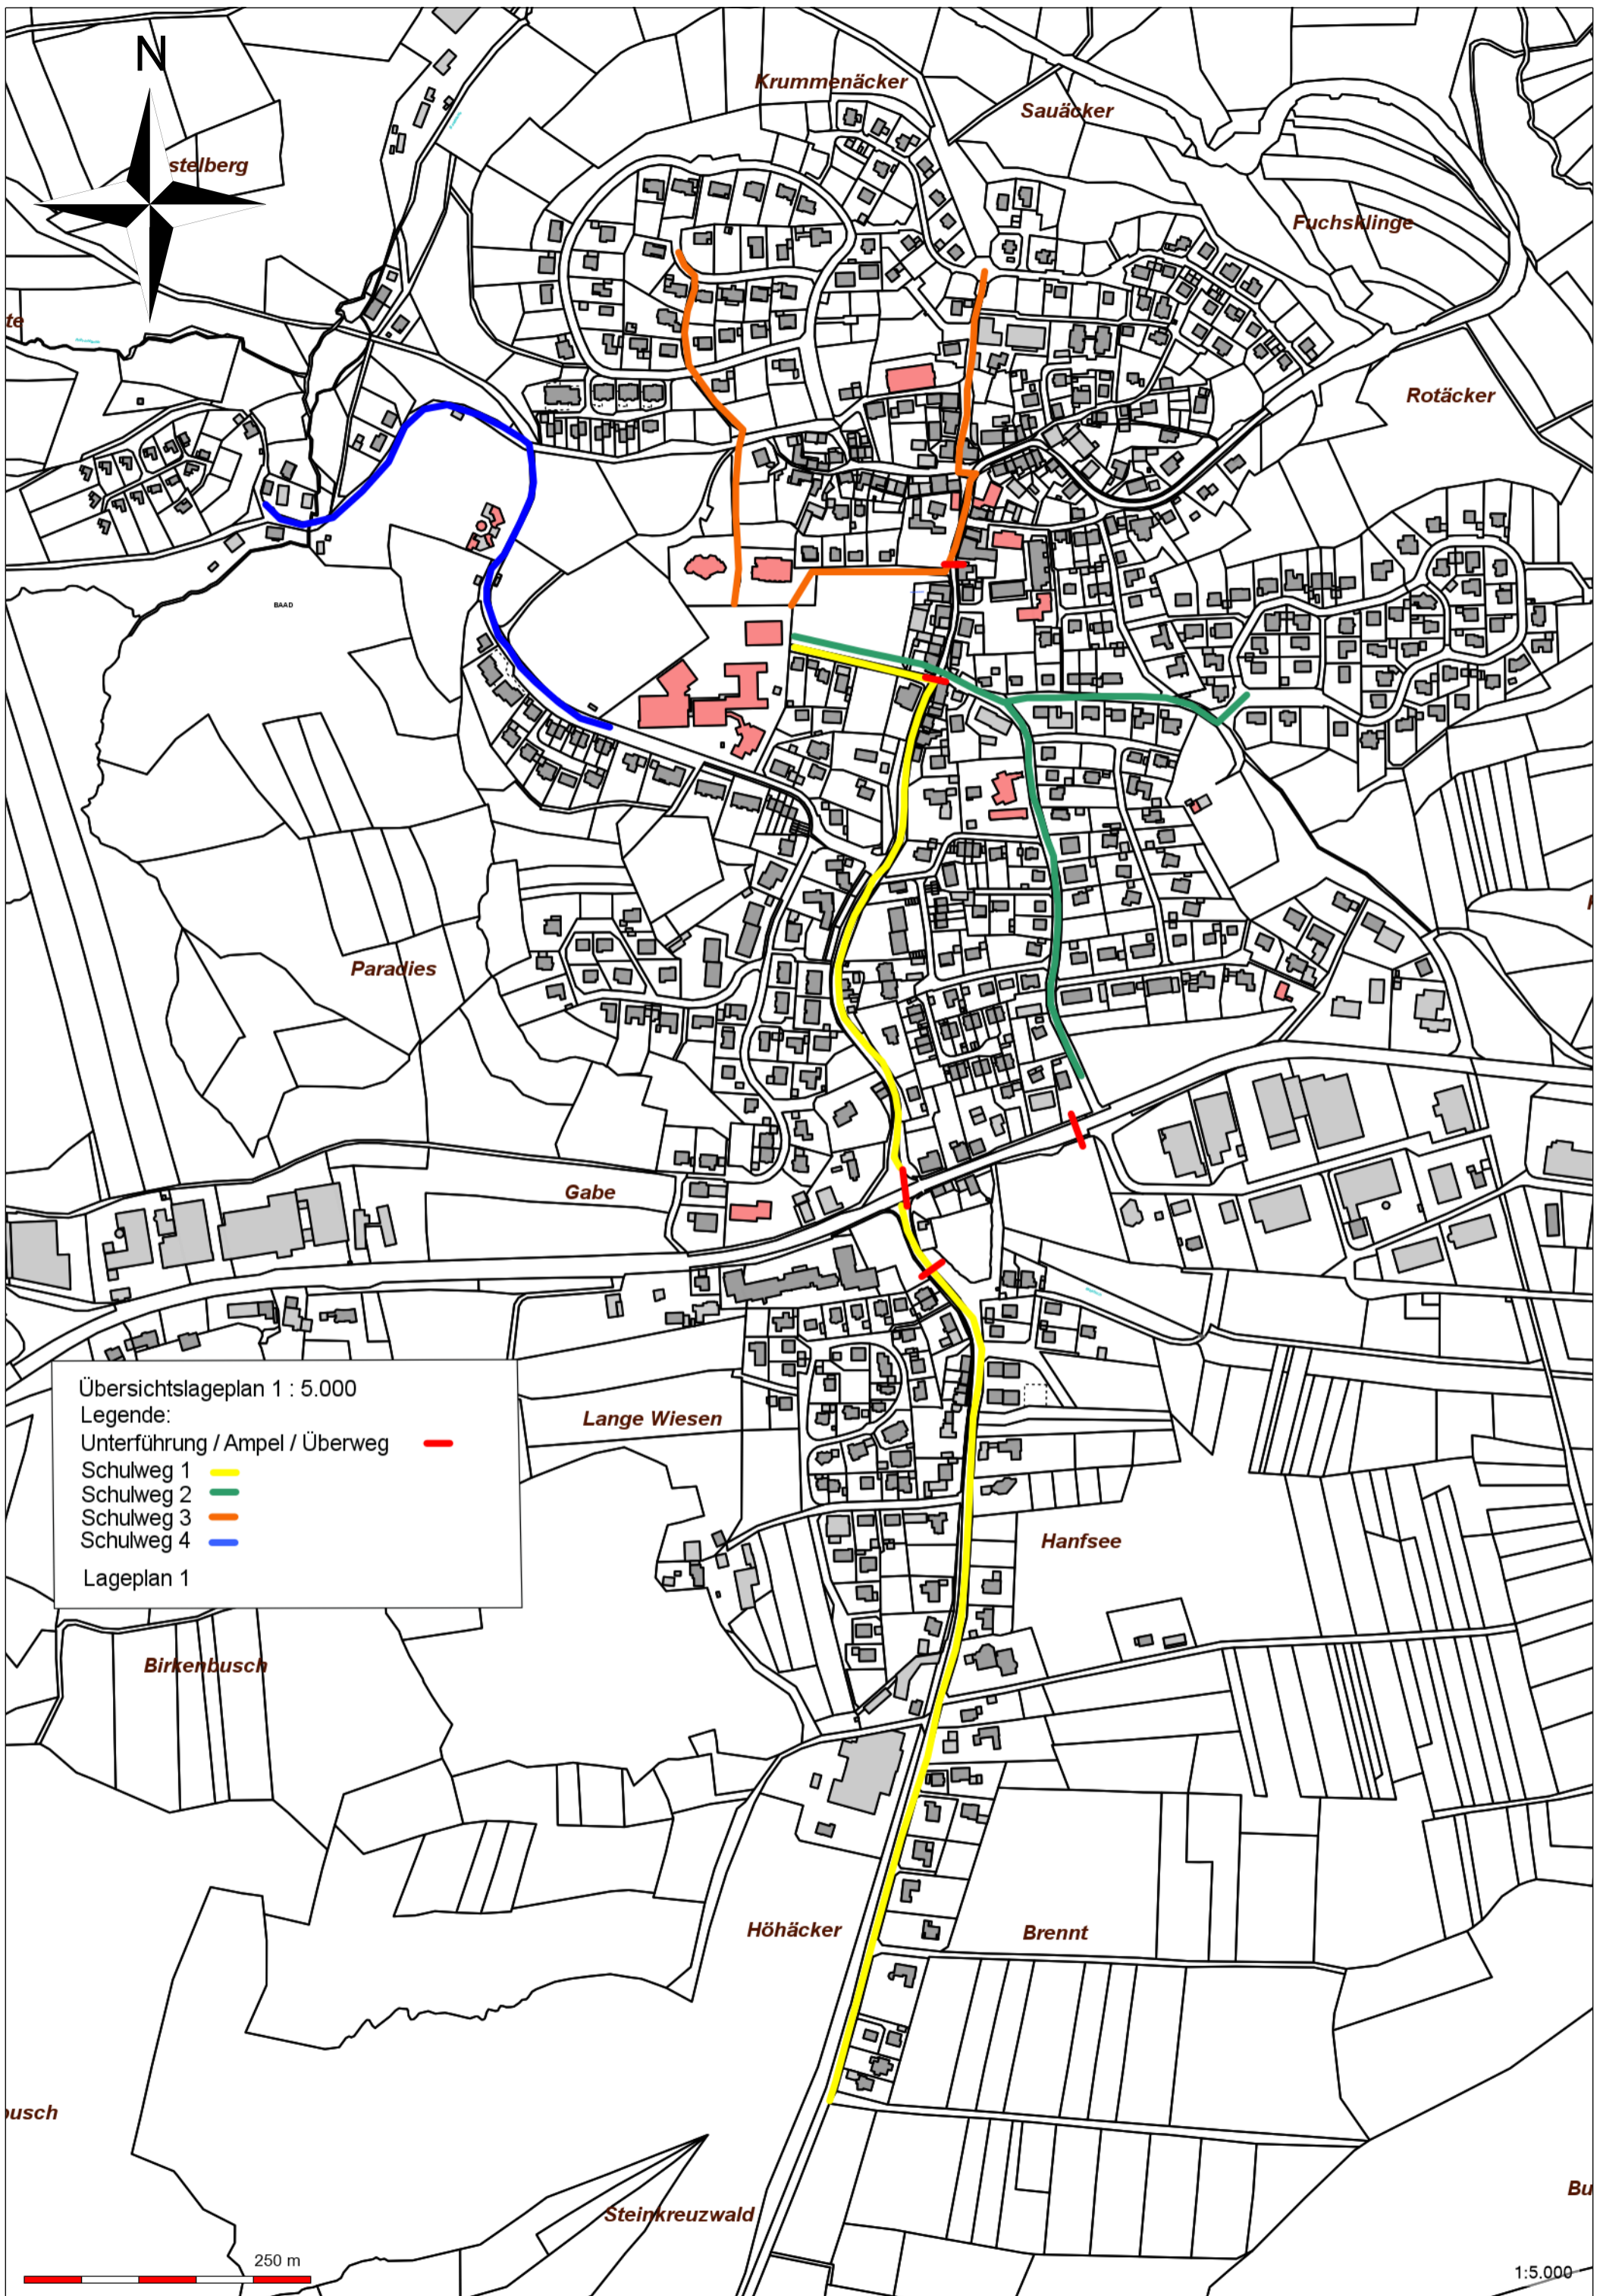 N
Krummenäcker
Sauäcker
stelberg
Fuchsklinge
te
Rotäcker
BAAD
Paradies
Gabe
Übersichtslageplan 1 : 5.000
Legende:
Unterführung / Ampel / Überweg
Schulweg 1
Schulweg 2
Schulweg 3
Schulweg 4
Lageplan 1
Lange Wiesen
Hanfsee
Birkenbusch
Höhäcker
Brennt
busch
Steinkreuzwald
Bu
250 m
1:5.000